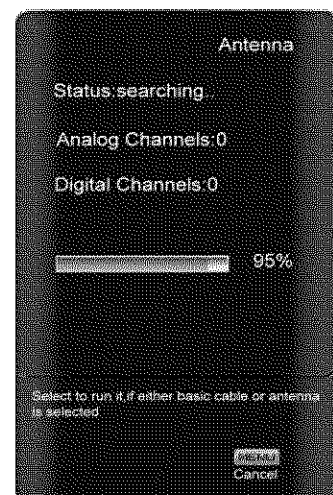 Antenna
Status:searching..
Analog Channels:0
Digital Channels:0
95%
Select to run it,if either basic cable or antenna
is selected
MENU
Cancel